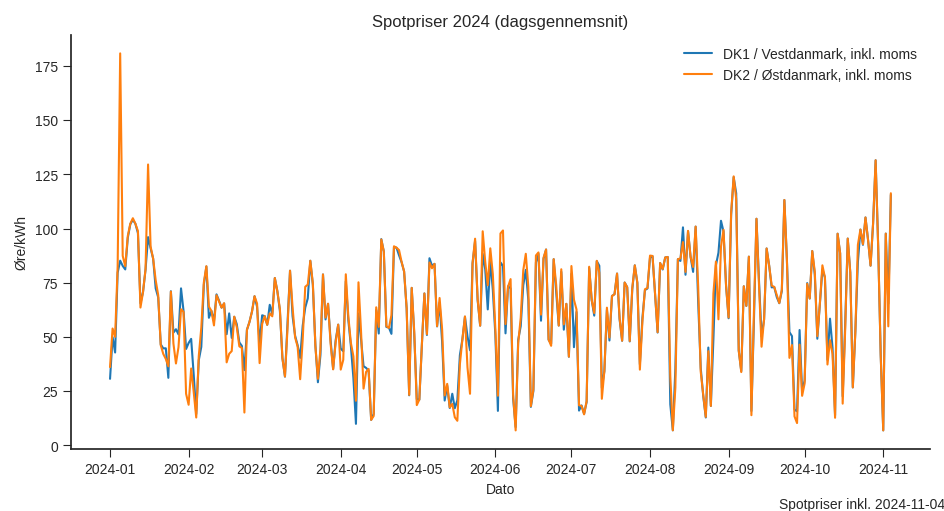 Spotpriser 2024 (dagsgennemsnit)
DK1 / Vestdanmark, inkl. moms
DK2 / Østdanmark, inkl. moms
Øre/kWh
175
150
125
100
75
50
25
0
2024-01 2024-02 2024-03 2024-04 2024-05 2024-06 2024-07 2024-08 2024-09 2024-10 2024-11
Dato
Spotpriser inkl. 2024-11-04